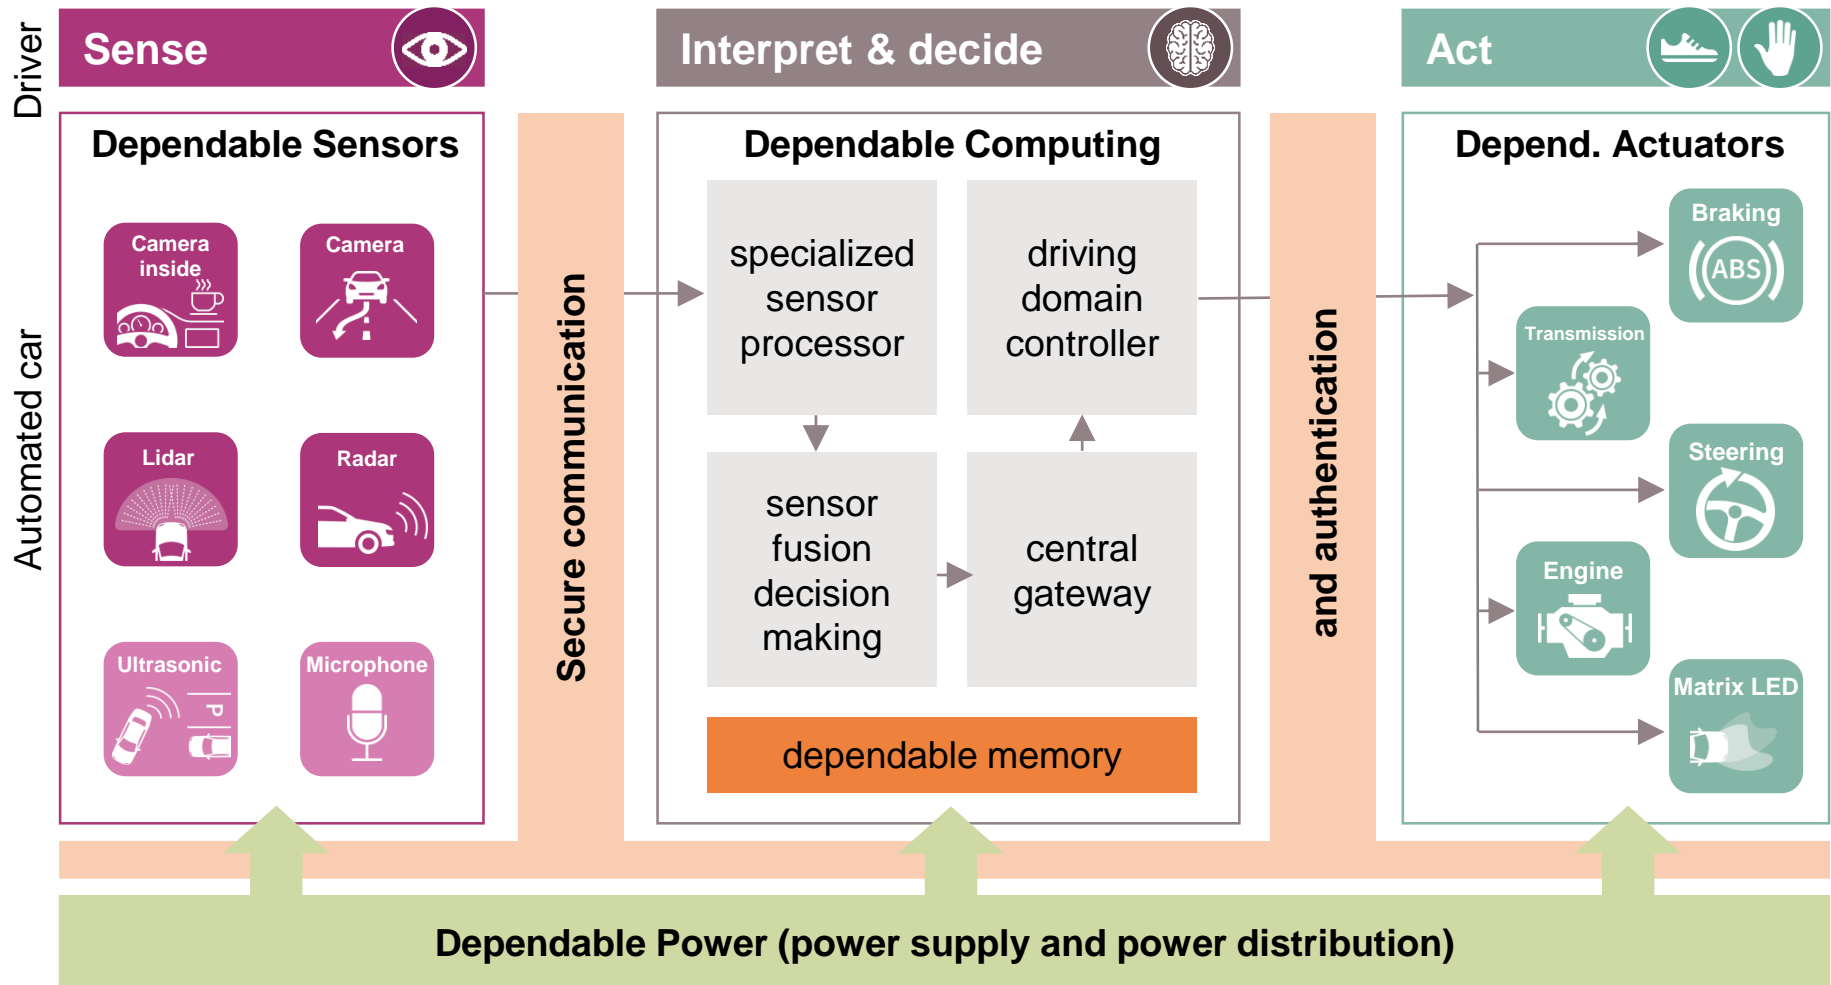 Driver
Sense
Interpret & decide
Act
Automated car
Dependable Sensors
Camera
inside
Camera
Lidar
Radar
Ultrasonic
P
Microphone
Secure communication
Dependable Computing
specialized
sensor
processor
driving
domain
controller
sensor
fusion
decision
making
central
gateway
dependable memory
and authentication
Depend. Actuators
Braking
ABS
Transmission
Steering
Engine
Matrix LED
Dependable Power (power supply and power distribution)